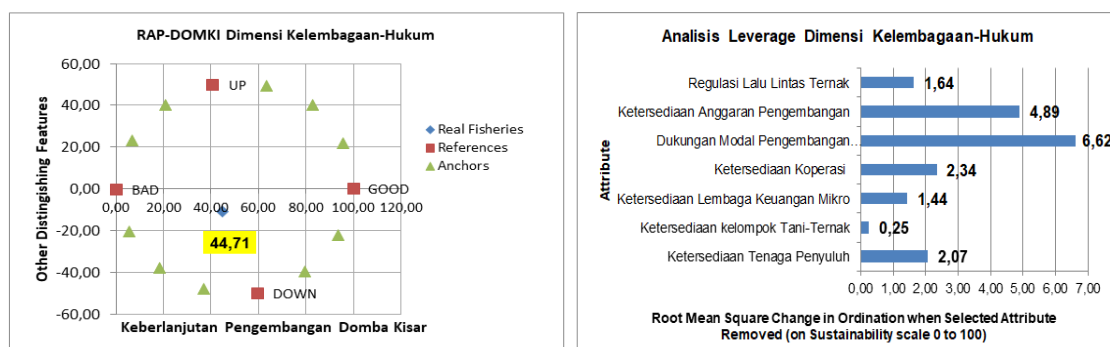 RAP-DOMKI Dimensi Kelembagaan-Hukum
Other Distingishing Features
60,00
40,00
20,00
0,00
-20,00
-40,00
-60,00
UP
BAD
GOOD
DOWN
0,00 20,00 40,00 60,00 80,00 100,00 120,00
44,71
Keberlanjutan Pengembangan Domba Kisar
Real Fisheries
References
Anchors
Analisis Leverage Dimensi Kelembagaan-Hukum
Attribute
Regulasi Lalu Lintas Ternak 1,64
Ketersediaan Anggaran Pengembangan 4,89
Dukungan Modal Pengembangan... 6,62
Ketersediaan Koperasi 2,34
Ketersediaan Lembaga Keuangan Mikro 1,44
Ketersediaan kelompok Tani-Ternak 0,25
Ketersediaan Tenaga Penyuluh 2,07
0,00 1,00 2,00 3,00 4,00 5,00 6,00 7,00
Root Mean Square Change in Ordination when Selected Attribute
Removed (on Sustainability scale 0 to 100)